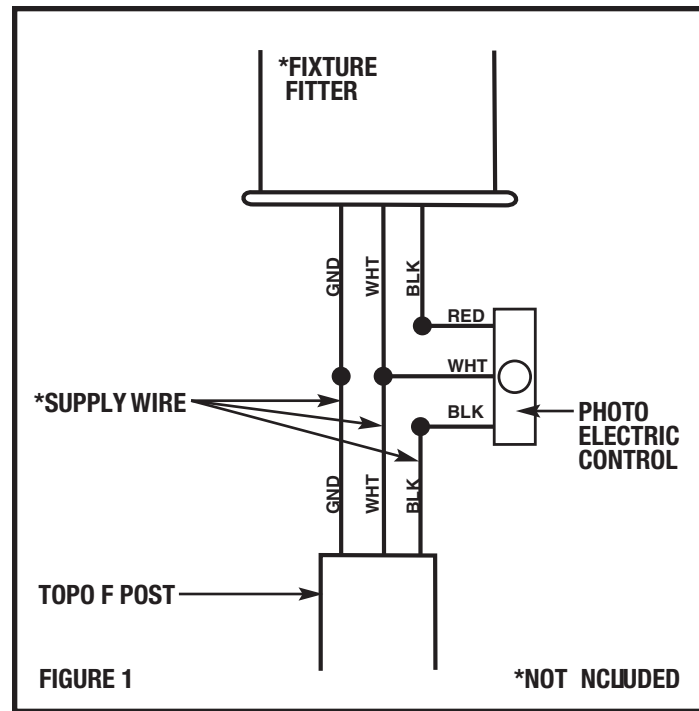 *FIXTURE
FITTER
GND
WHT
BLK
RED
WHT
BLK
*SUPPLY WIRE
PHOTO
ELECTRIC
CONTROL
GND
WHT
BLK
TOPO F POST
FIGURE 1
*NOT NCLIUDED